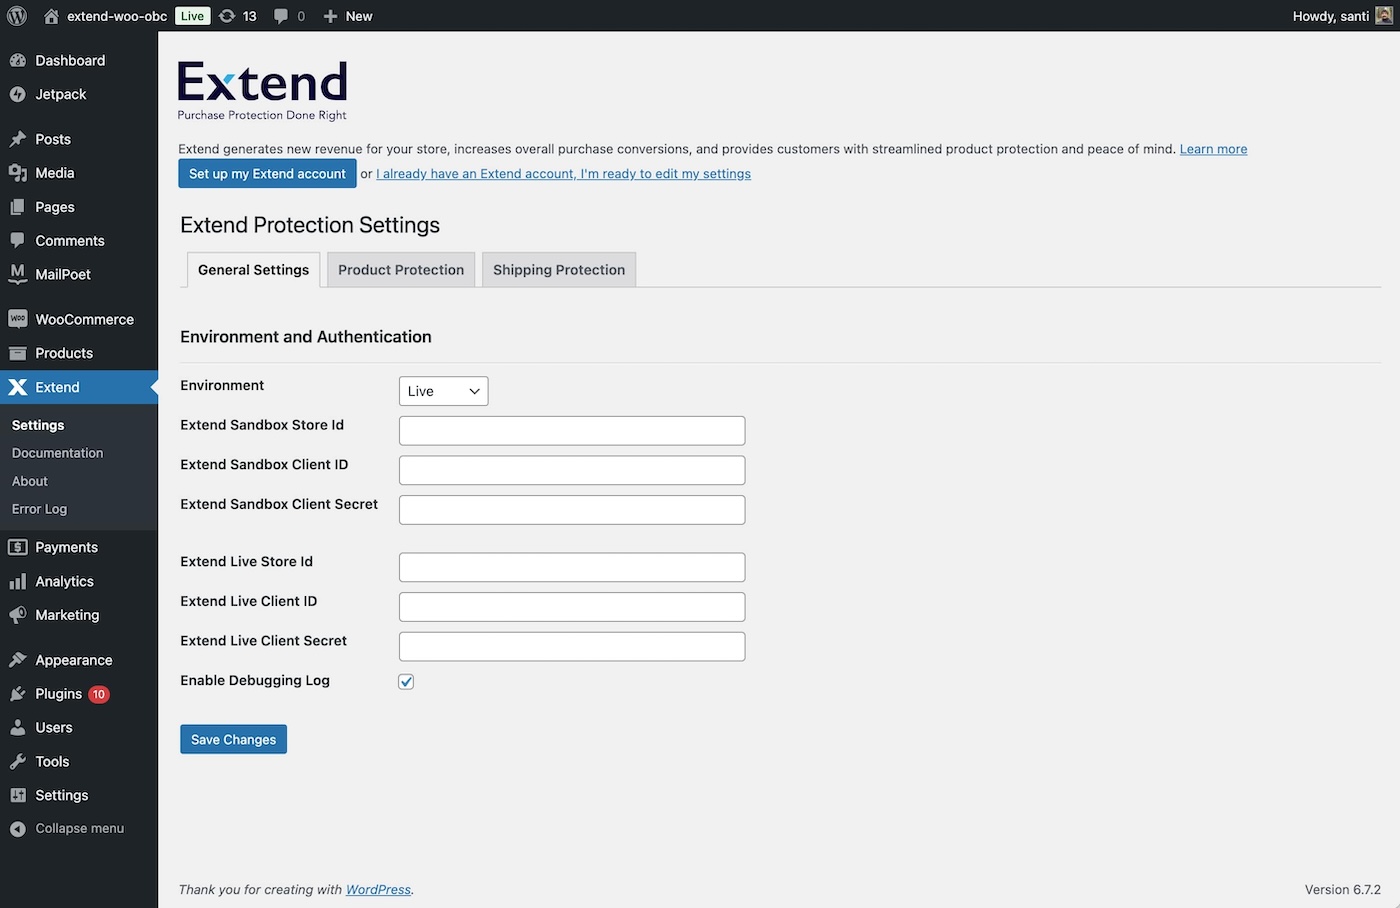 extend-woo-obc Live 13 0 New Howdy, santi
Dashboard
Jetpack
Posts
Media
Pages
Comments
MailPoet
WooCommerce
Products
Extend
Settings
Documentation
About
Error Log
Payments
Analytics
Marketing
Appearance
Plugins 10
Users
Tools
Settings
Collapse menu
Extend
Purchase Protection Done Right
Extend generates new revenue for your store, increases overall purchase conversions, and provides customers with streamlined product protection and peace of mind. Learn more
Set up my Extend account or I already have an Extend account, I'm ready to edit my settings
Extend Protection Settings
General Settings Product Protection Shipping Protection
Environment and Authentication
Environment Live
Extend Sandbox Store Id
Extend Sandbox Client ID
Extend Sandbox Client Secret
Extend Live Store Id
Extend Live Client ID
Extend Live Client Secret
Enable Debugging Log
Save Changes
Thank you for creating with WordPress. Version 6.7.2